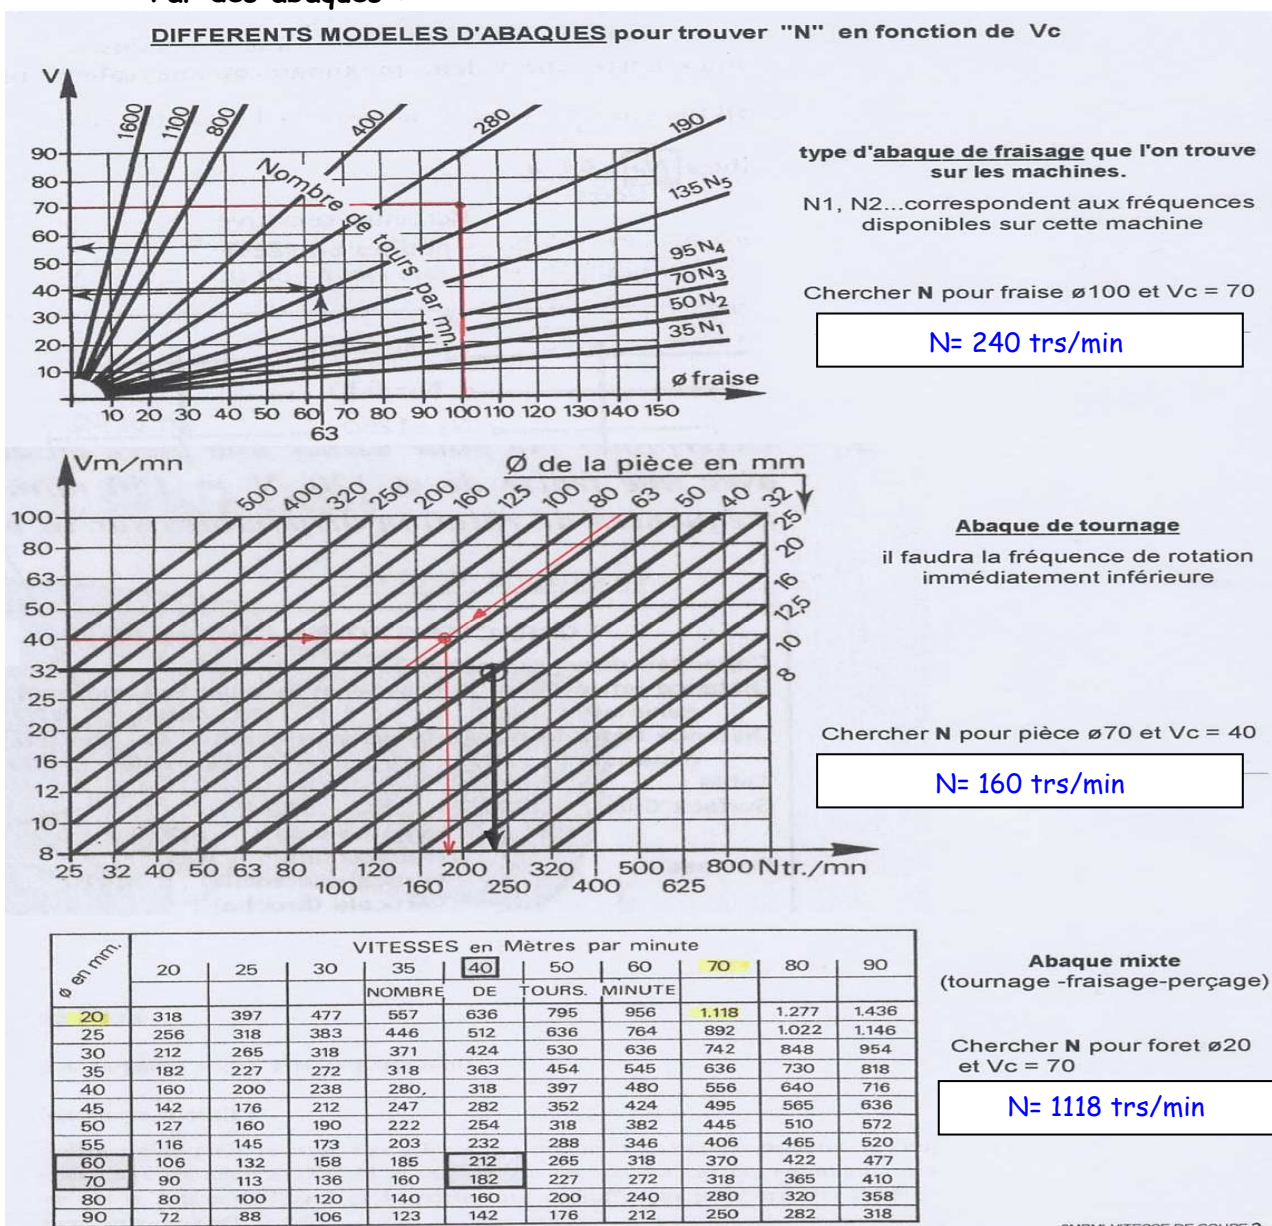 DIFFERENTS MODELES D'ABAQUES pour trouver "N" en fonction de Vc
V
1600 1100 800 400 280 190
135 N5
95 N4
70 N3
50 N2
35 N1
Nombre de tours par mn.
90
80
70
60
50
40
30
20
10
ø fraise
10 20 30 40 50 60 70 80 90 100 110 120 130 140 150
63
type d'abaque de fraisage que l'on trouve
sur les machines.
N1, N2...correspondent aux fréquences
disponibles sur cette machine
Chercher N pour fraise ø100 et Vc = 70
N= 240 trs/min
Vm/mn
Ø de la pièce en mm
500 400 320 250 200 160 125 100 80 63 50 40 32
25
20
16
12,5
10
8
100
80
63
50
40
32
25
20
16
12
10
8
25 32 40 50 63 80 120 200 320 500 800 Ntr./mn
100 160 250 400 625
Abaque de tournage
il faudra la fréquence de rotation
immédiatement inférieure
Chercher N pour pièce ø70 et Vc = 40
N= 160 trs/min
ø en mm.
VITESSES en Mètres par minute
20 25 30 35 40 50 60 70 80 90
NOMBRE DE TOURS. MINUTE
20 318 397 477 557 636 795 956 1.118 1.277 1.436
25 256 318 383 446 512 636 764 892 1.022 1.146
30 212 265 318 371 424 530 636 742 848 954
35 182 227 272 318 363 454 545 636 730 818
40 160 200 238 280, 318 397 480 556 640 716
45 142 176 212 247 282 352 424 495 565 636
50 127 160 190 222 254 318 382 445 510 572
55 116 145 173 203 232 288 346 406 465 520
60 106 132 158 185 212 265 318 370 422 477
70 90 113 136 160 182 227 272 318 365 410
80 80 100 120 140 160 200 240 280 320 358
90 72 88 106 123 142 176 212 250 282 318
Abaque mixte
(tournage -fraisage-perçage)
Chercher N pour foret ø20
et Vc = 70
N= 1118 trs/min